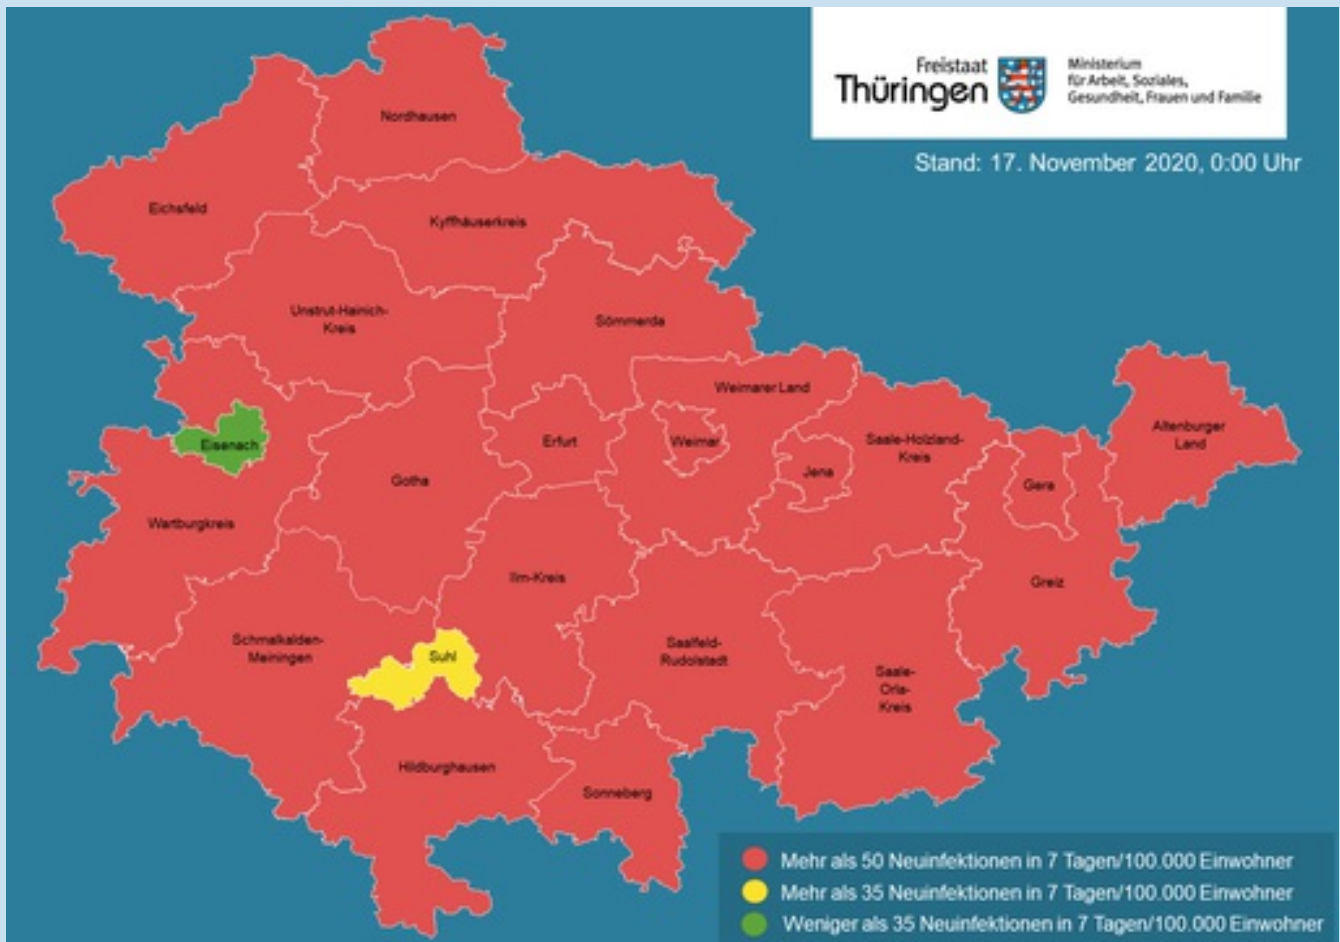 Freistaat
Thüringen
Ministerium
für Arbeit, Soziales,
Gesundheit, Frauen und Familie
Stand: 17. November 2020, 0:00 Uhr
Nordhausen
Eichsfeld
Kyffhäuserkreis
Unstrut-Hainich-
Kreis
Sömmerda
Weimarer Land
Eisenach
Erfurt
Weimar
Saale-Holzland-
Kreis
Altenburger
Land
Gotha
Jena
Gera
Wartburgkreis
Ilm-Kreis
Greiz
Schmalkalden-
Meiningen
Suhl
Saalfeld-
Rudolstadt
Saale-
Orla-
Kreis
Hildburghausen
Sonneberg
Mehr als 50 Neuinfektionen in 7 Tagen/100.000 Einwohner
Mehr als 35 Neuinfektionen in 7 Tagen/100.000 Einwohner
Weniger als 35 Neuinfektionen in 7 Tagen/100.000 Einwohner